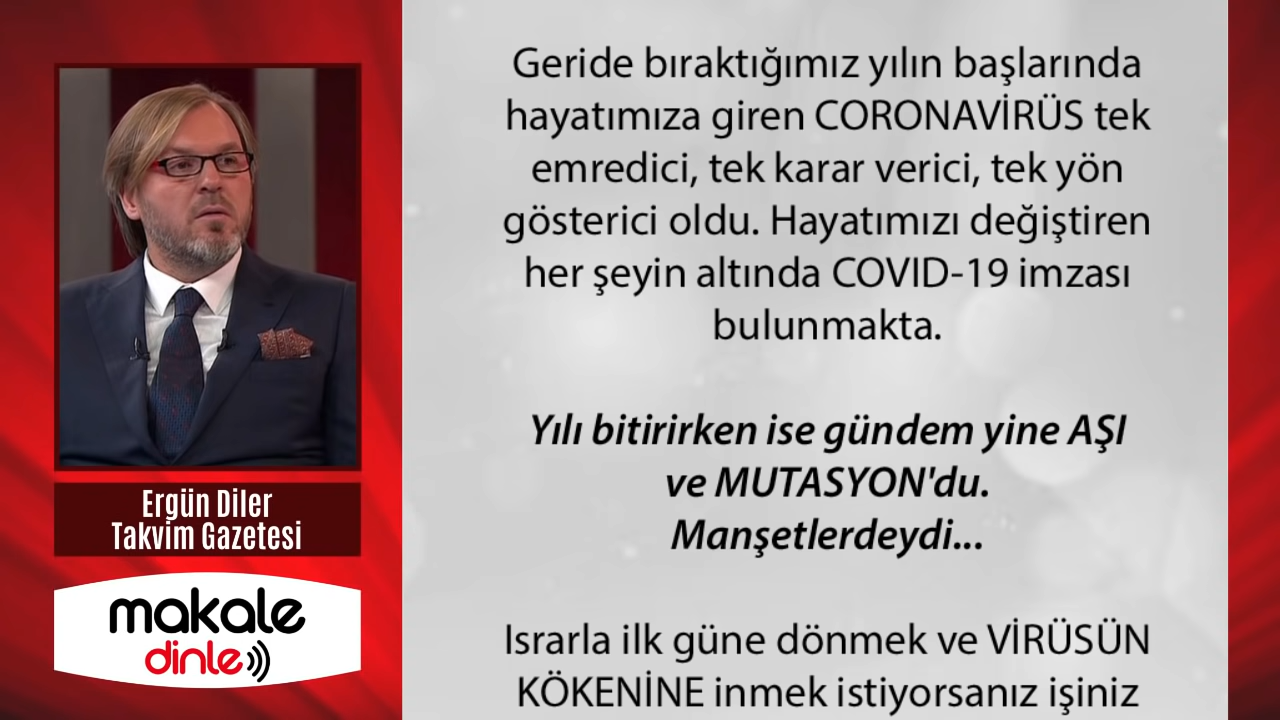 Geride bıraktığımız yılın başlarında
hayatımıza giren CORONAVİRÜS tek
emredici, tek karar verici, tek yön
gösterici oldu. Hayatımızı değiştiren
her şeyin altında COVID-19 imzası
bulunmakta.
Yılı bitirirken ise gündem yine AŞI
ve MUTASYON'du.
Manşetlerdeydi...
Israrla ilk güne dönmek ve VİRÜSÜN
KÖKENİNE inmek istiyorsanız işiniz
Ergün Diler
Takvim Gazetesi
makale
dinle